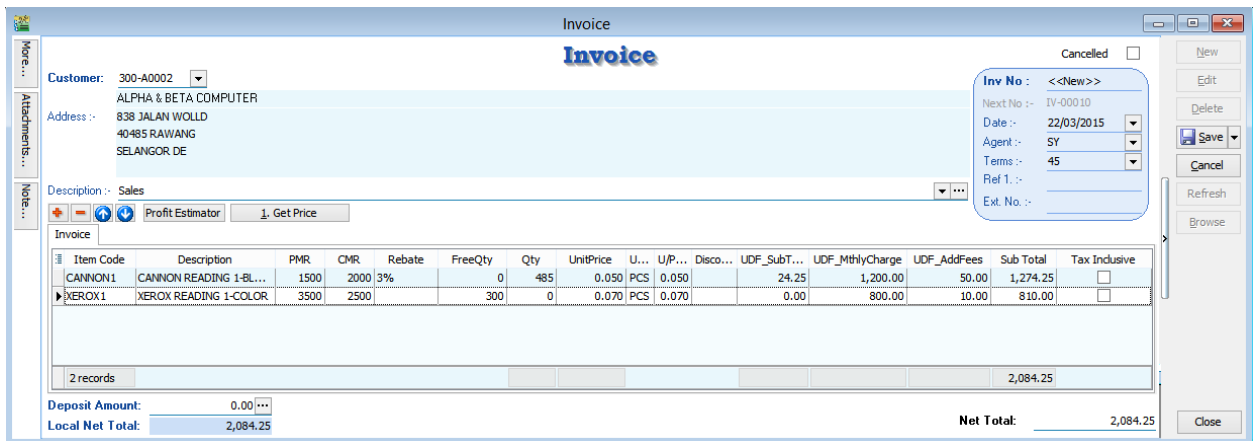 Invoice
More...
Attachments...
Note...
Invoice
Cancelled
Customer: 300-A0002
ALPHA & BETA COMPUTER
Address :- 838 JALAN WOLLD
40485 RAWANG
SELANGOR DE
Inv No : <<New>>
Next No :- IV-00010
Date :- 22/03/2015
Agent :- SY
Terms :- 45
Ref 1. :-
Ext. No. :-
Description :- Sales
Profit Estimator 1. Get Price
Invoice
Item Code Description PMR CMR Rebate FreeQty Qty UnitPrice U... U/P... Disco... UDF_SubT... UDF_MthlyCharge UDF_AddFees Sub Total Tax Inclusive
CANNON1 CANNON READING 1-BL... 1500 2000 3% 0 485 0.050 PCS 0.050 24.25 1,200.00 50.00 1,274.25
XEROX1 XEROX READING 1-COLOR 3500 2500 300 0 0.070 PCS 0.070 0.00 800.00 10.00 810.00
2 records 2,084.25
Deposit Amount: 0.00 ...
Local Net Total: 2,084.25
Net Total: 2,084.25
New
Edit
Delete
Save
Cancel
Refresh
Browse
Close